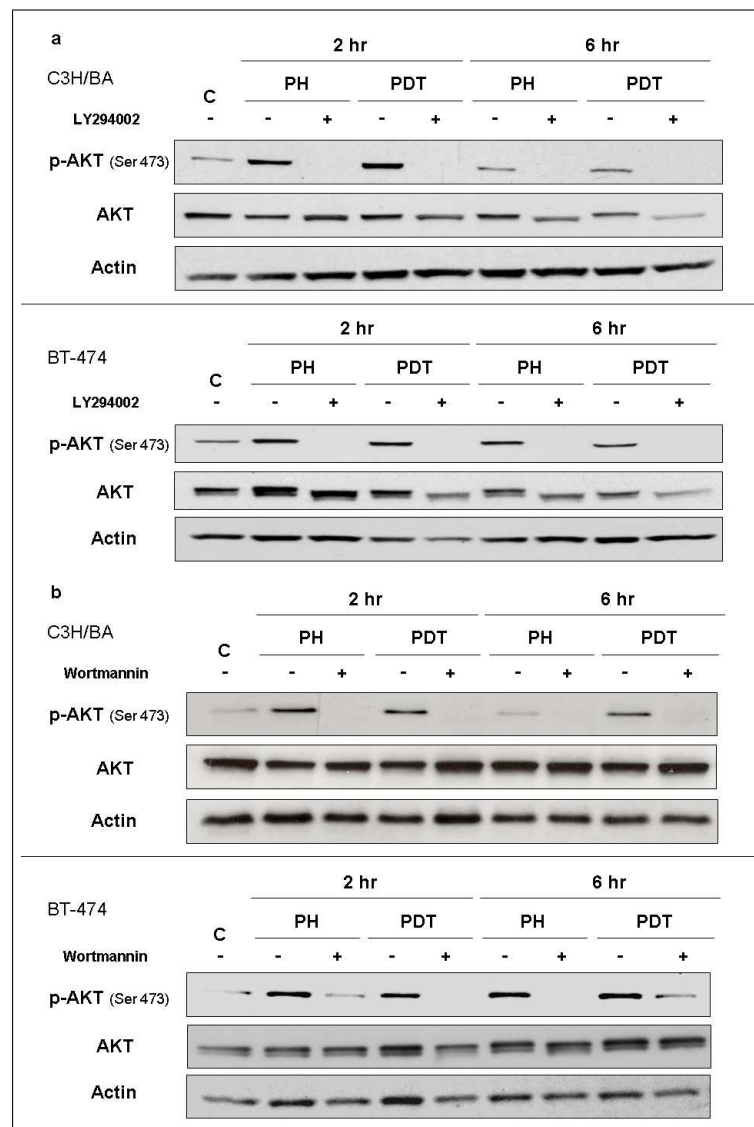 a
2 hr 6 hr
C3H/BA
C PH PDT PH PDT
LY294002 - - + - + - + - +
p-AKT (Ser 473)
AKT
Actin
2 hr 6 hr
BT-474
C PH PDT PH PDT
LY294002 - - + - + - + - +
p-AKT (Ser 473)
AKT
Actin
b
2 hr 6 hr
C3H/BA
C PH PDT PH PDT
Wortmannin - - + - + - + - +
p-AKT (Ser 473)
AKT
Actin
2 hr 6 hr
BT-474
C PH PDT PH PDT
Wortmannin - - + - + - + - +
p-AKT (Ser 473)
AKT
Actin